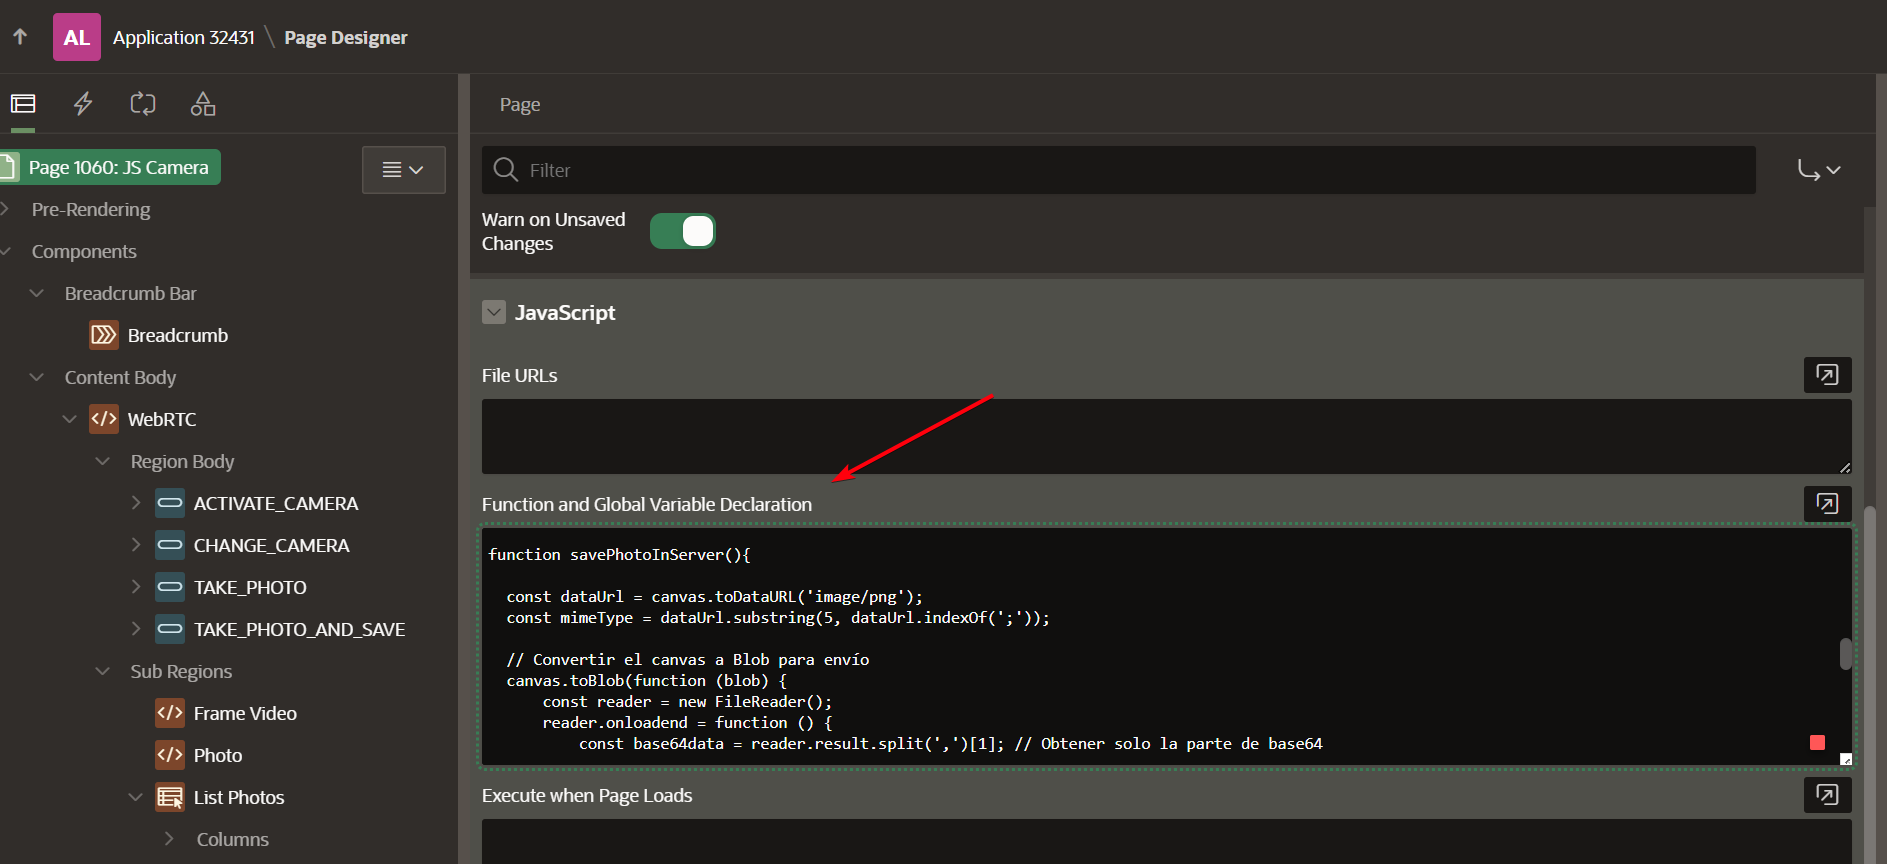 AL Application 32431 \ Page Designer
Page 1060: JS Camera
Pre-Rendering
Components
Breadcrumb Bar
Breadcrumb
Content Body
</> WebRTC
Region Body
ACTIVATE_CAMERA
CHANGE_CAMERA
TAKE_PHOTO
TAKE_PHOTO_AND_SAVE
Sub Regions
</> Frame Video
</> Photo
List Photos
Columns
Page
Filter
Warn on Unsaved
Changes
JavaScript
File URLs
Function and Global Variable Declaration
function savePhotoInServer(){
const dataUrl = canvas.toDataURL('image/png');
const mimeType = dataUrl.substring(5, dataUrl.indexOf(';'));
// Convertir el canvas a Blob para envío
canvas.toBlob(function (blob) {
const reader = new FileReader();
reader.onloadend = function () {
const base64data = reader.result.split(',')[1]; // Obtener solo la parte de base64
Execute when Page Loads